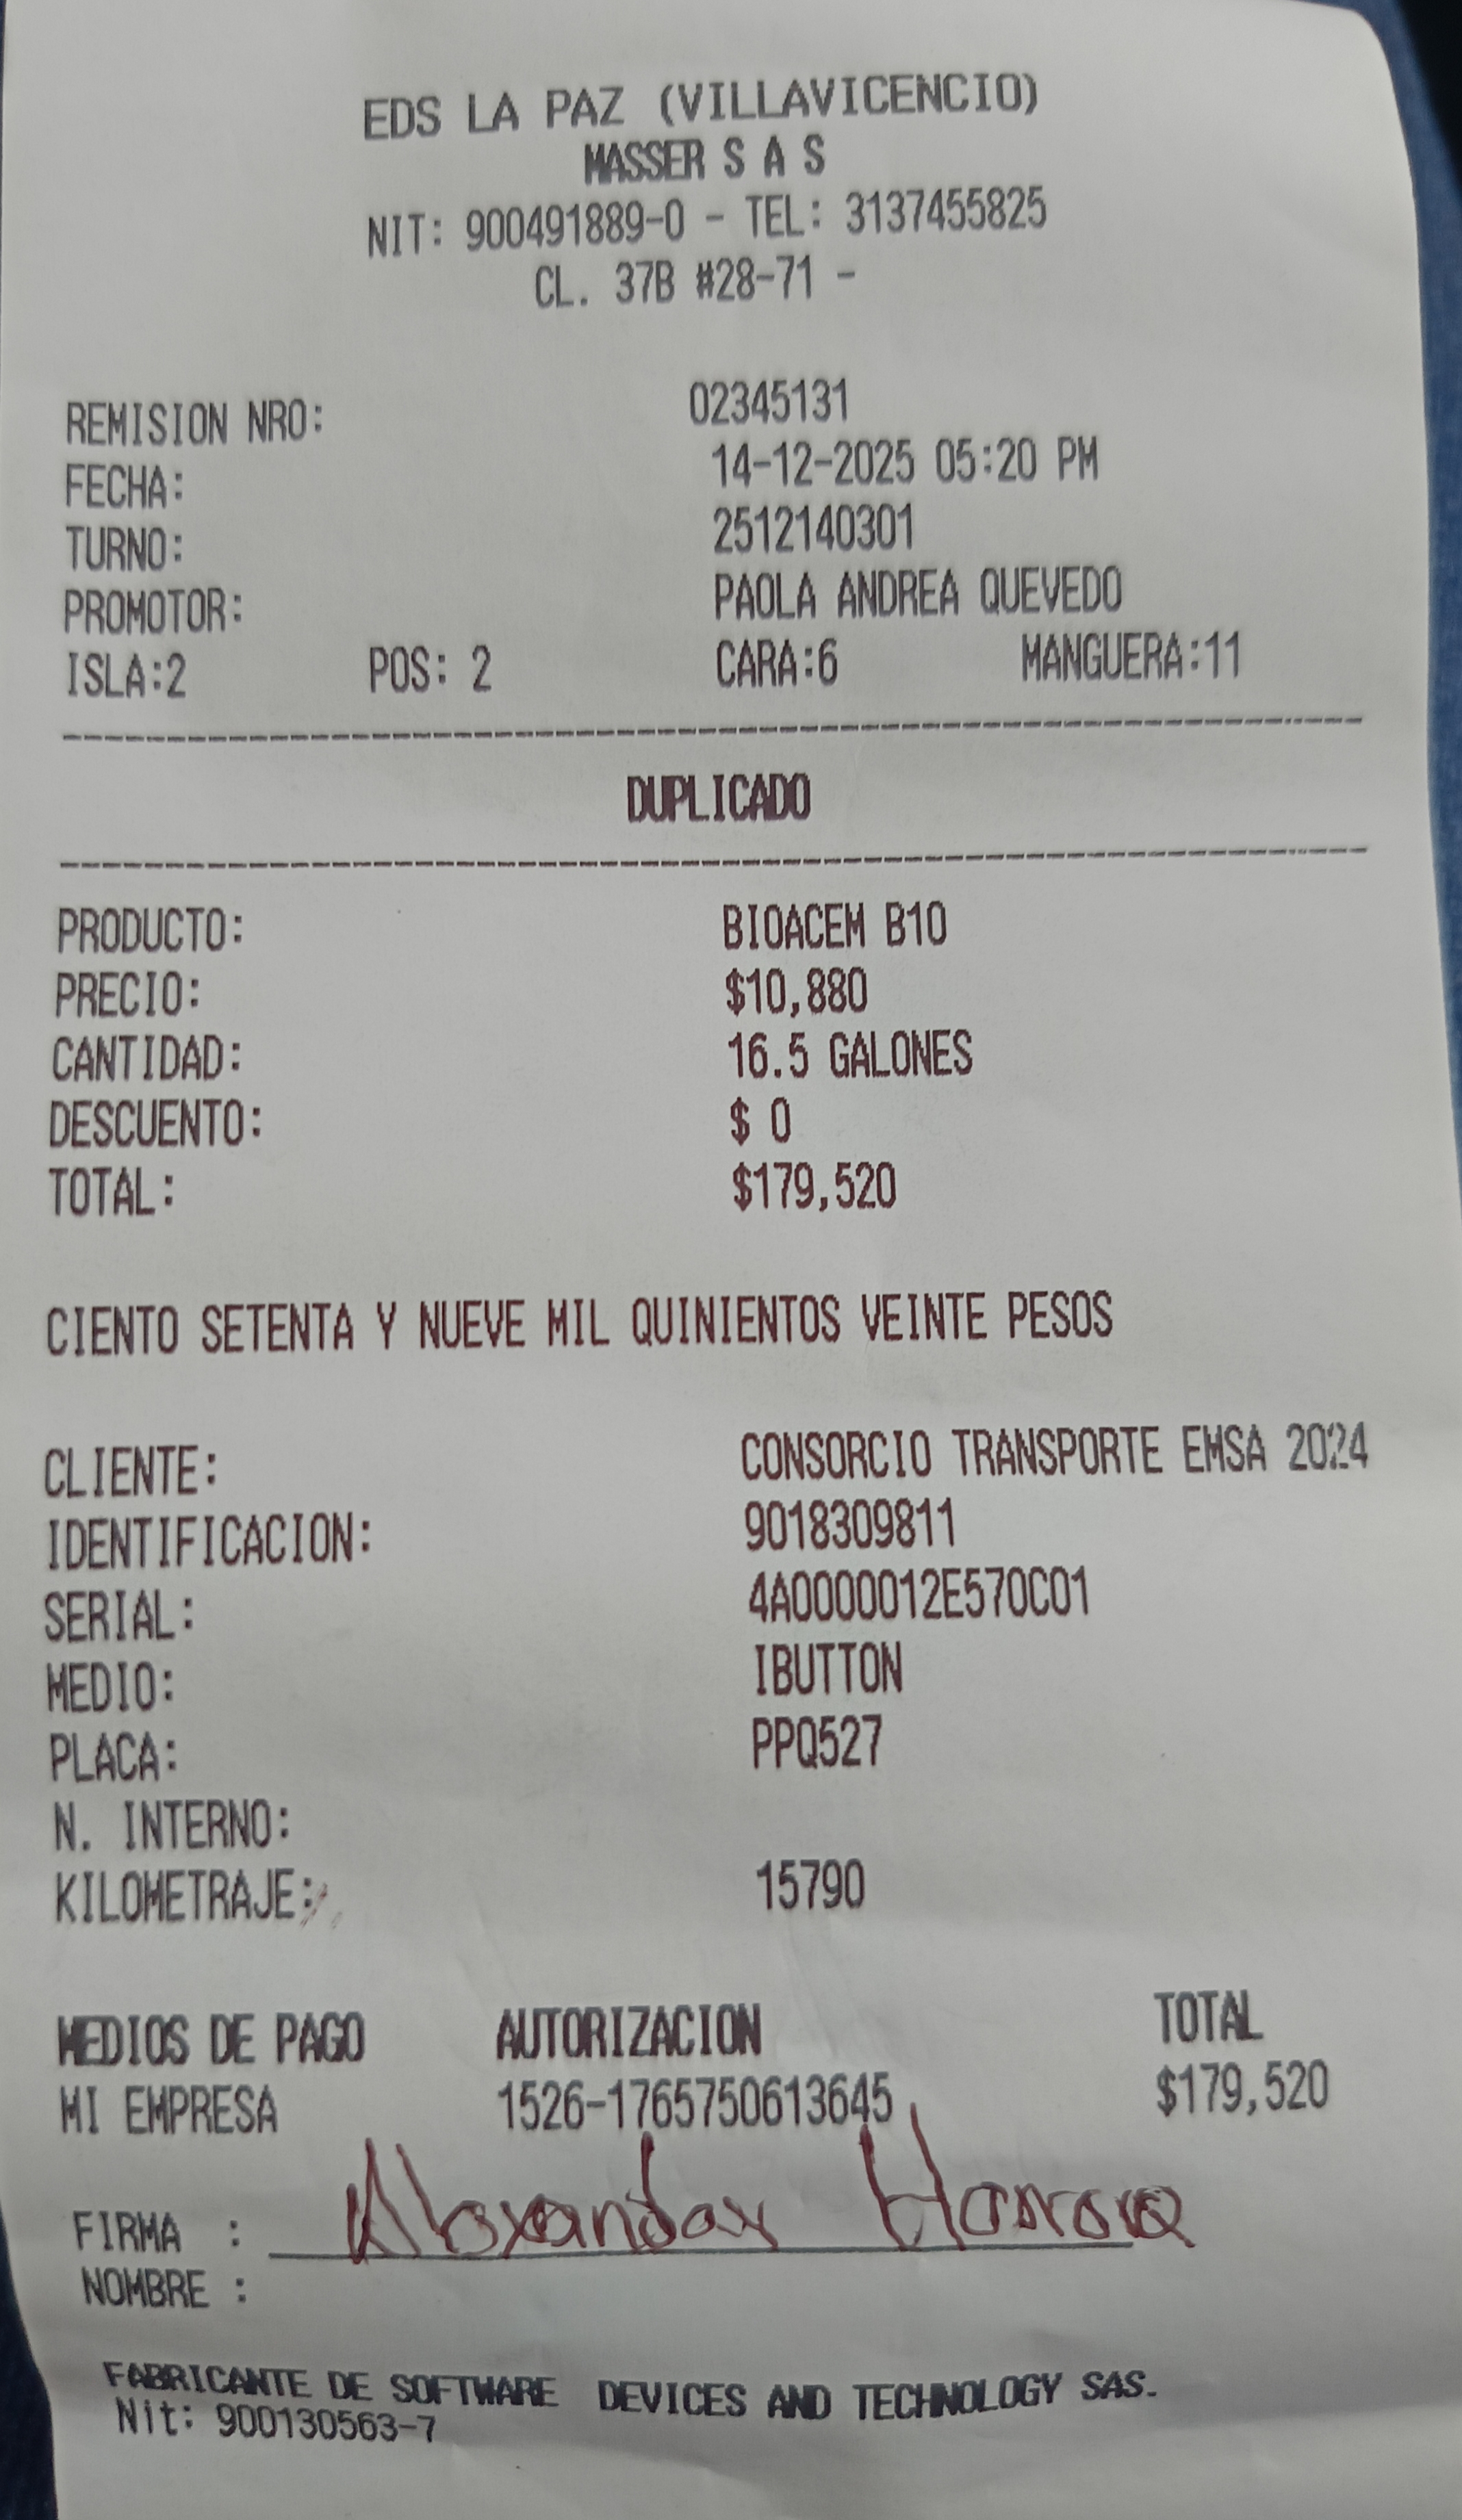 EDS LA PAZ (VILLAVICENCIO)
MASSER S A S
NIT: 900491889-0 - TEL: 3137455825
CL. 37B #28-71 -
REMISION NRO: 02345131
FECHA: 14-12-2025 05:20 PM
TURNO: 2512140301
PROMOTOR: PAOLA ANDREA QUEVEDO
ISLA:2 POS: 2 CARA:6 MANGUERA:11
DUPLICADO
PRODUCTO: BIOACEM B10
PRECIO: $10,880
CANTIDAD: 16.5 GALONES
DESCUENTO: $ 0
TOTAL: $179,520
CIENTO SETENTA Y NUEVE MIL QUINIENTOS VEINTE PESOS
CLIENTE: CONSORCIO TRANSPORTE EMSA 2024
IDENTIFICACION: 9018309811
SERIAL: 4A0000012E570C01
MEDIO: IBUTTON
PLACA: PPQ527
N. INTERNO:
KILOMETRAJE: 15790
MEDIOS DE PAGO AUTORIZACION TOTAL
MI EMPRESA 1526-1765750613645 $179,520
FIRMA : Alexander
NOMBRE :
FABRICANTE DE SOFTWARE DEVICES AND TECHNOLOGY SAS.
Nit: 900130563-7